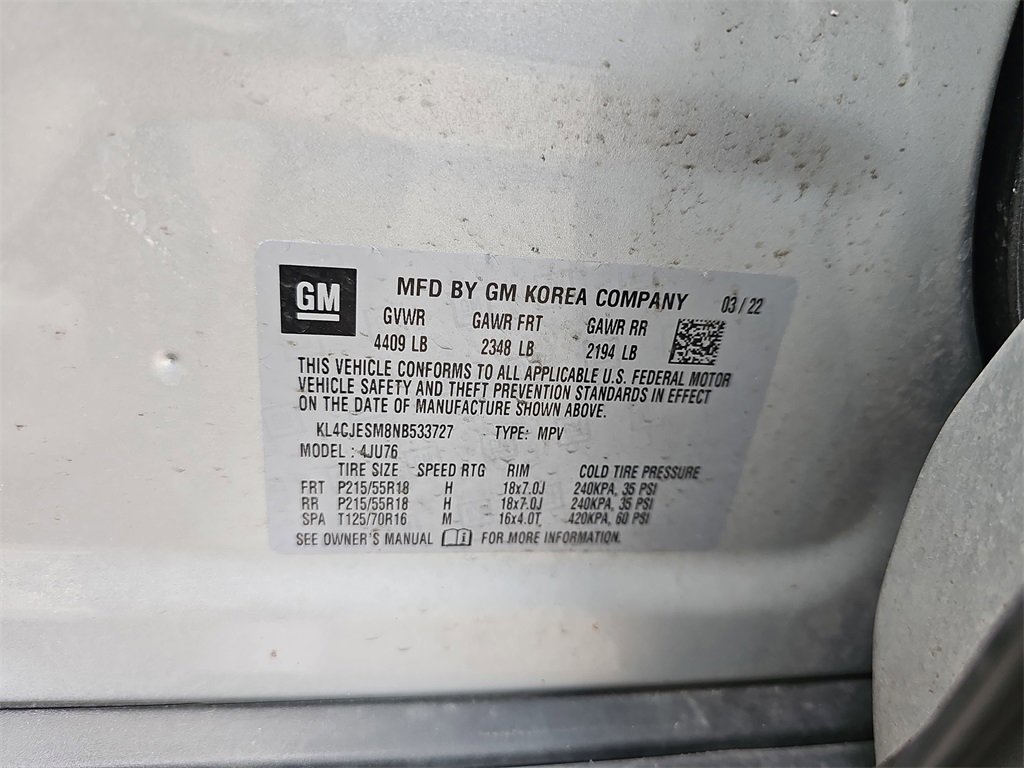 GM
MFD BY GM KOREA COMPANY 03/22
GVWR GAWR FRT GAWR RR
4409 LB 2348 LB 2194 LB
THIS VEHICLE CONFORMS TO ALL APPLICABLE U.S. FEDERAL MOTOR
VEHICLE SAFETY AND THEFT PREVENTION STANDARDS IN EFFECT
ON THE DATE OF MANUFACTURE SHOWN ABOVE.
KL4CJESM8NB533727 TYPE: MPV
MODEL : 4JU76
TIRE SIZE SPEED RTG RIM COLD TIRE PRESSURE
FRT P215/55R18 H 18x7.0J 240KPA, 35 PSI
RR P215/55R18 H 18x7.0J 240KPA, 35 PSI
SPA T125/70R16 M 16x4.0T 420KPA, 60 PSI
SEE OWNER'S MANUAL FOR MORE INFORMATION.